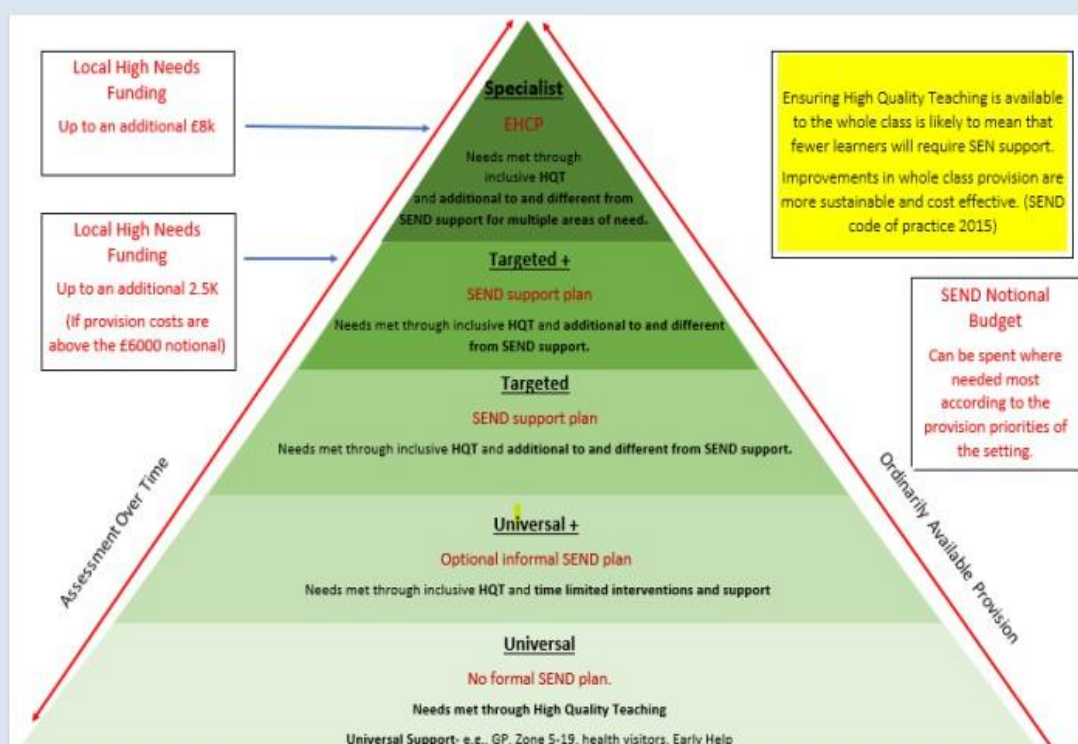 Local High Needs
Funding
Up to an additional £8k
Local High Needs
Funding
Up to an additional 2.5K
(If provision costs are
above the £6000 notional)
Specialist
EHCP
Needs met through
inclusive HQT
and additional to and different from
SEND support for multiple areas of need.
Targeted +
SEND support plan
Needs met through inclusive HQT and additional to and different
from SEND support.
Targeted
SEND support plan
Needs met through inclusive HQT and additional to and different from SEND support.
Universal +
Optional informal SEND plan
Needs met through inclusive HQT and time limited interventions and support
Universal
No formal SEND plan.
Needs met through High Quality Teaching
Universal Support- e.g., GP, Zone 5-19, health visitors, Early Help
Assessment Over Time
Ordinarily Available Provision
Ensuring High Quality Teaching is available
to the whole class is likely to mean that
fewer learners will require SEN support.
Improvements in whole class provision are
more sustainable and cost effective. (SEND
code of practice 2015)
SEND Notional
Budget
Can be spent where
needed most
according to the
provision priorities
of the setting.